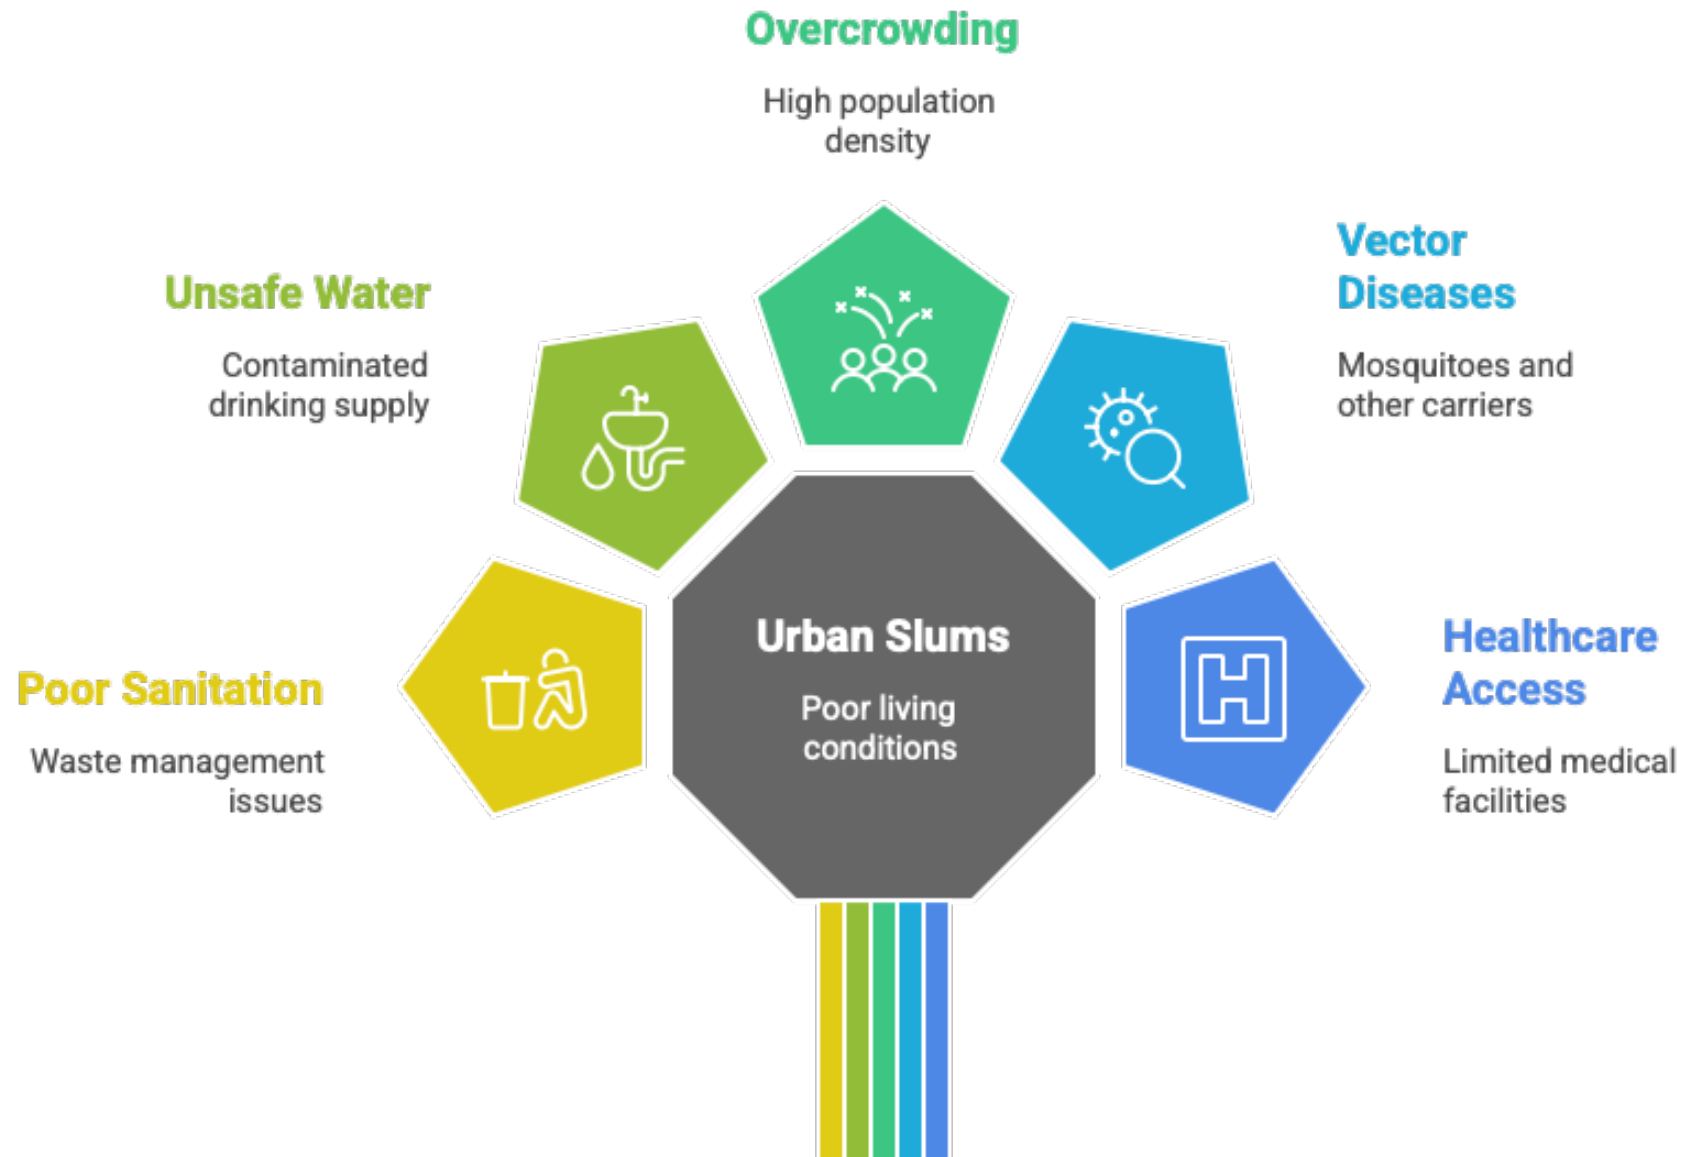 Overcrowding
High population
density
Unsafe Water
Contaminated
drinking supply
Vector
Diseases
Mosquitoes and
other carriers
Poor Sanitation
Waste management
issues
Urban Slums
Poor living
conditions
Healthcare
Access
Limited medical
facilities